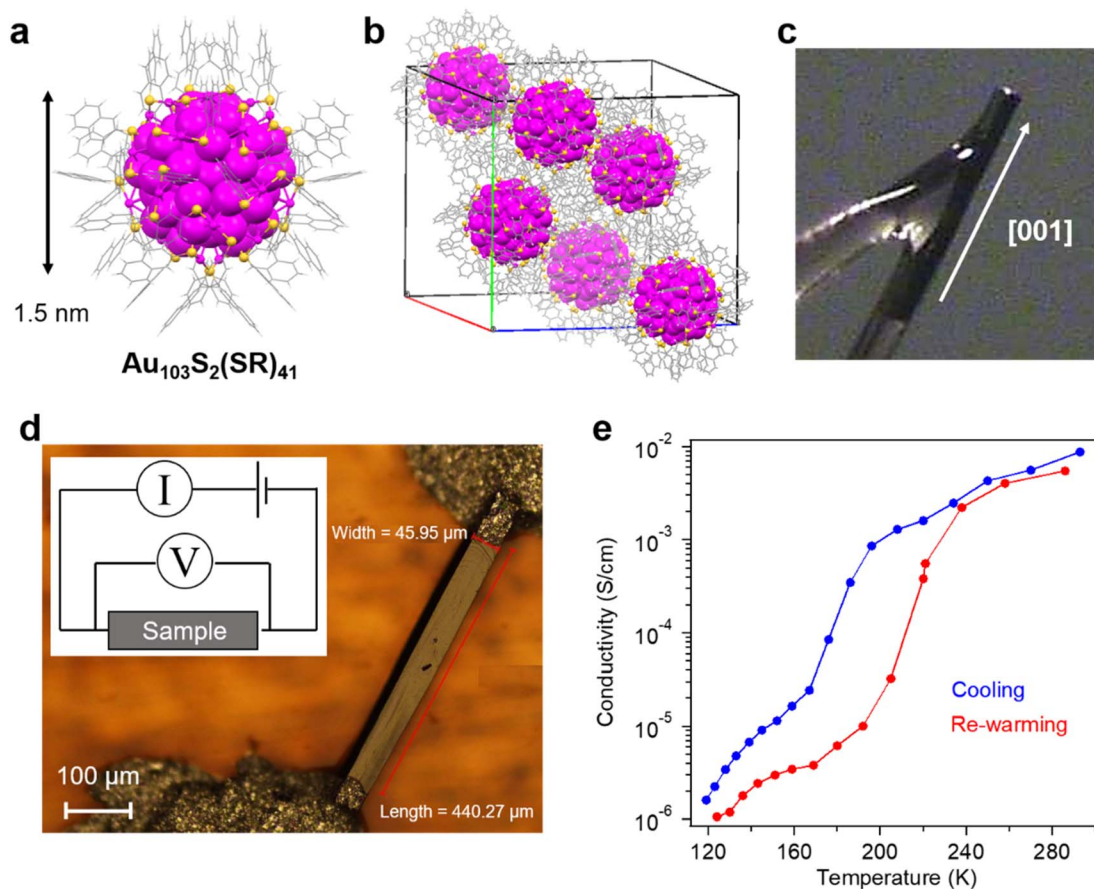 a
1.5 nm
Au₁₀₃S₂(SR)₄₁
b
c
[001]
d
I
V
Sample
Width = 45.95 μm
Length = 440.27 μm
100 μm
e
Conductivity (S/cm)
10⁻²
10⁻³
10⁻⁴
10⁻⁵
10⁻⁶
Cooling
Re-warming
120 160 200 240 280
Temperature (K)